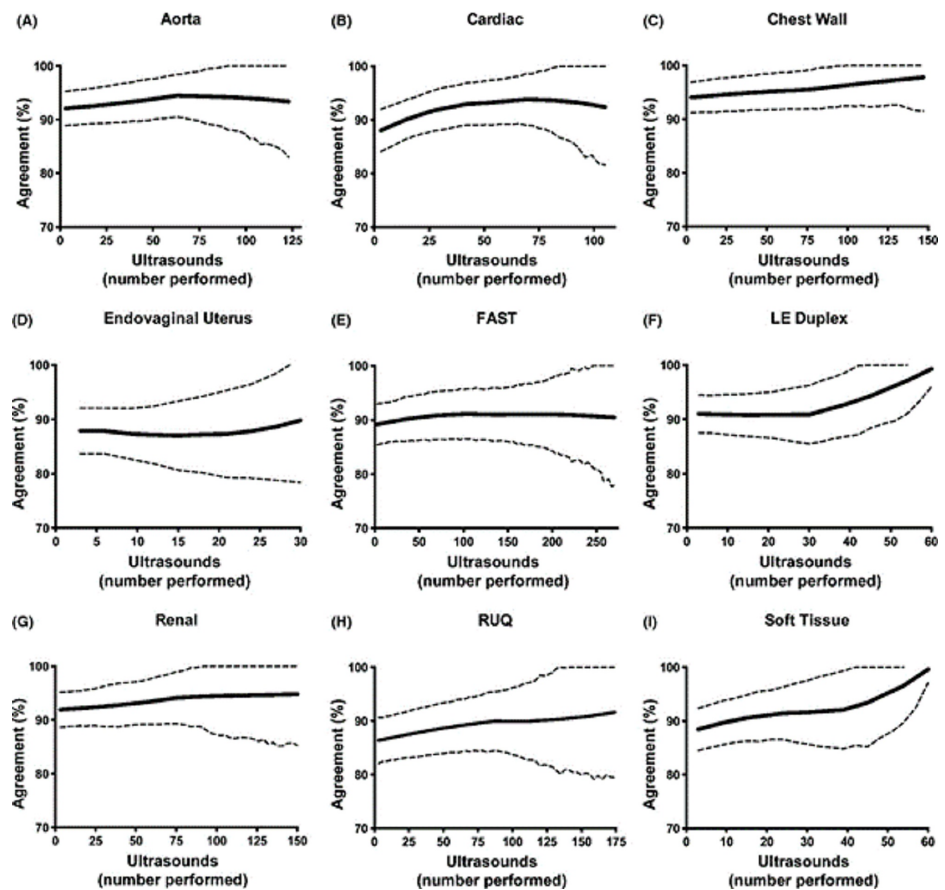 (A) Aorta
Agreement (%)
100
90
80
70
0 25 50 75 100 125
Ultrasounds
(number performed)
(B) Cardiac
Agreement (%)
100
90
80
70
0 25 50 75 100
Ultrasounds
(number performed)
(C) Chest Wall
Agreement (%)
100
90
80
70
0 25 50 75 100 125 150
Ultrasounds
(number performed)
(D) Endovaginal Uterus
Agreement (%)
100
90
80
70
5 10 15 20 25 30
Ultrasounds
(number performed)
(E) FAST
Agreement (%)
100
90
80
70
0 50 100 150 200 250
Ultrasounds
(number performed)
(F) LE Duplex
Agreement (%)
100
90
80
70
0 10 20 30 40 50 60
Ultrasounds
(number performed)
(G) Renal
Agreement (%)
100
90
80
70
0 25 50 75 100 125 150
Ultrasounds
(number performed)
(H) RUQ
Agreement (%)
100
90
80
70
0 25 50 75 100 125 150 175
Ultrasounds
(number performed)
(I) Soft Tissue
Agreement (%)
100
90
80
70
0 10 20 30 40 50 60
Ultrasounds
(number performed)